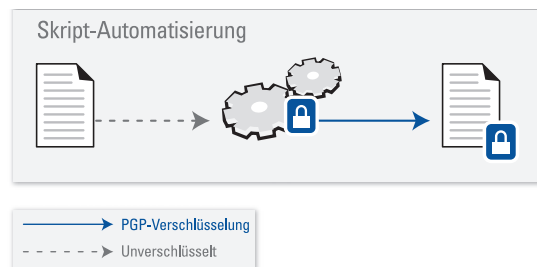 Skript-Automatisierung
PGP-Verschlüsselung
Unverschlüsselt